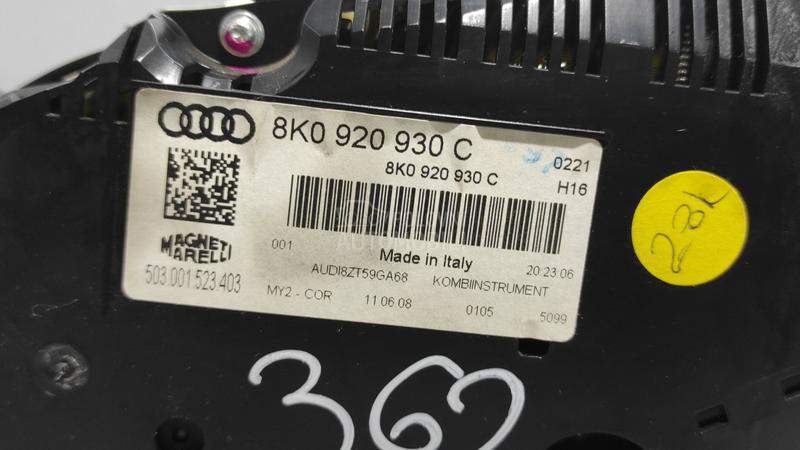 8K0 920 930 C
0221
8K0 920 930 C
H16
MAGNETI
MARELLI
503.001.523.403
001
Made in Italy
20:23:06
AUDI8ZT59GA68
KOMBIINSTRUMENT
MY2 - COR
11.06.08
0105
5099
363